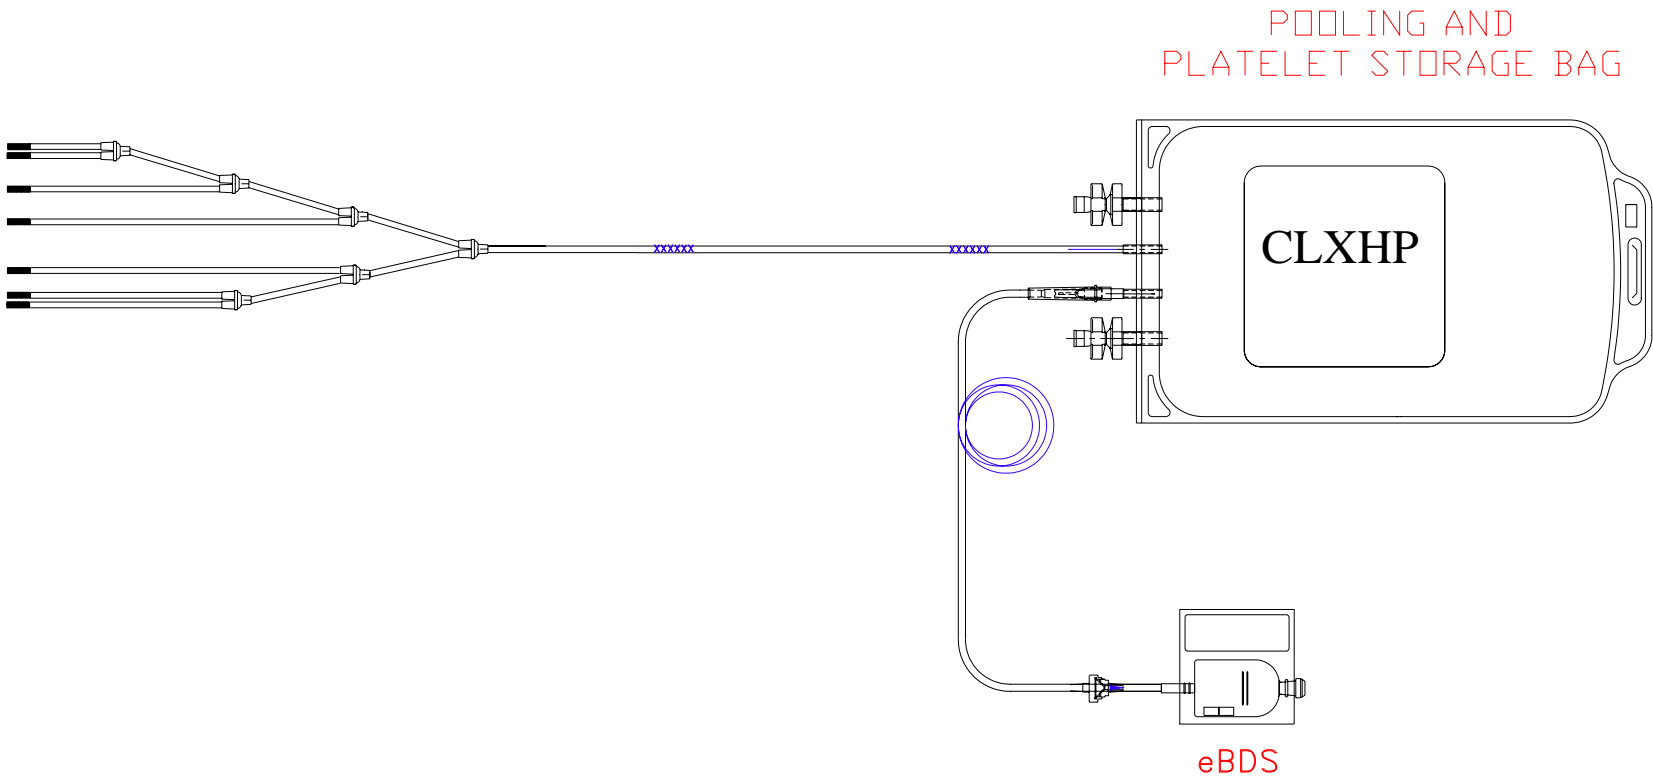 POOLING AND
PLATELET STORAGE BAG
CLXHP
XXXXXX XXXXXX
eBDS